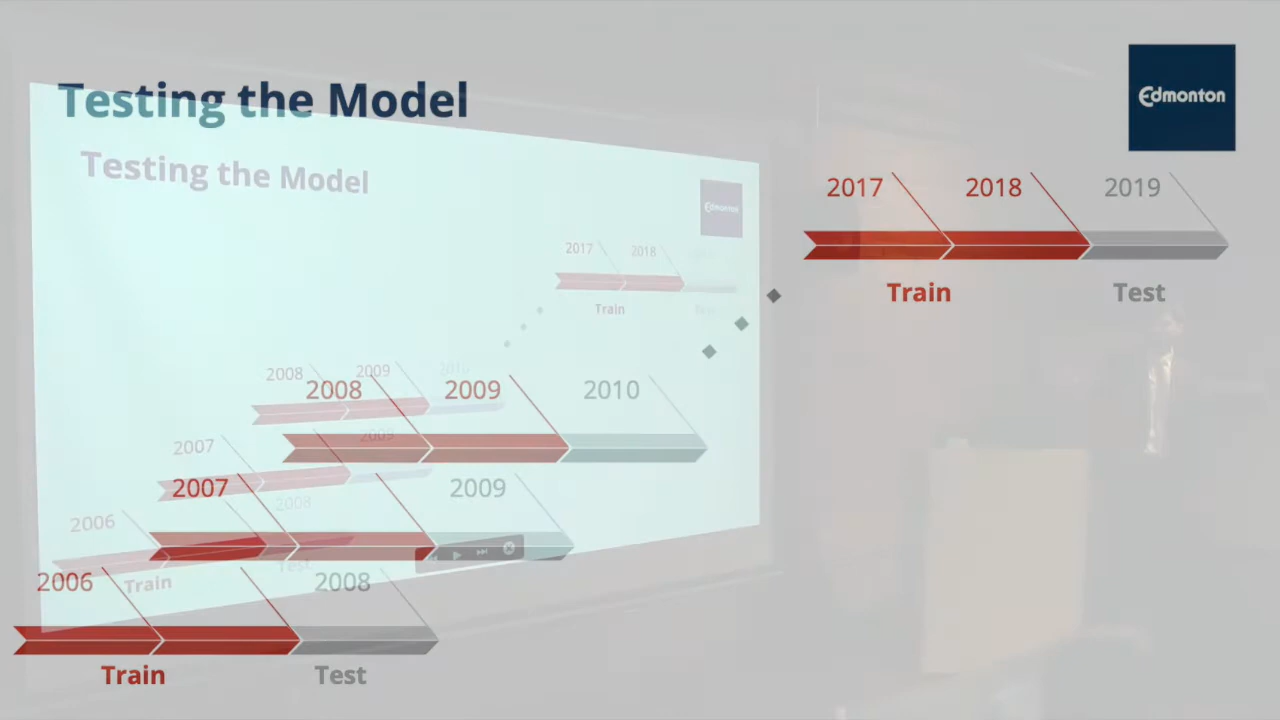 Testing the Model
Edmonton
Testing the Model
Edmonton
2017 2018 2019
Train Test
2017 2018
Train
2008 2009 2010
2008 2009 2010
2007 2009
2007 2009
2006 2008
Train Test
2006 2008
Train Test